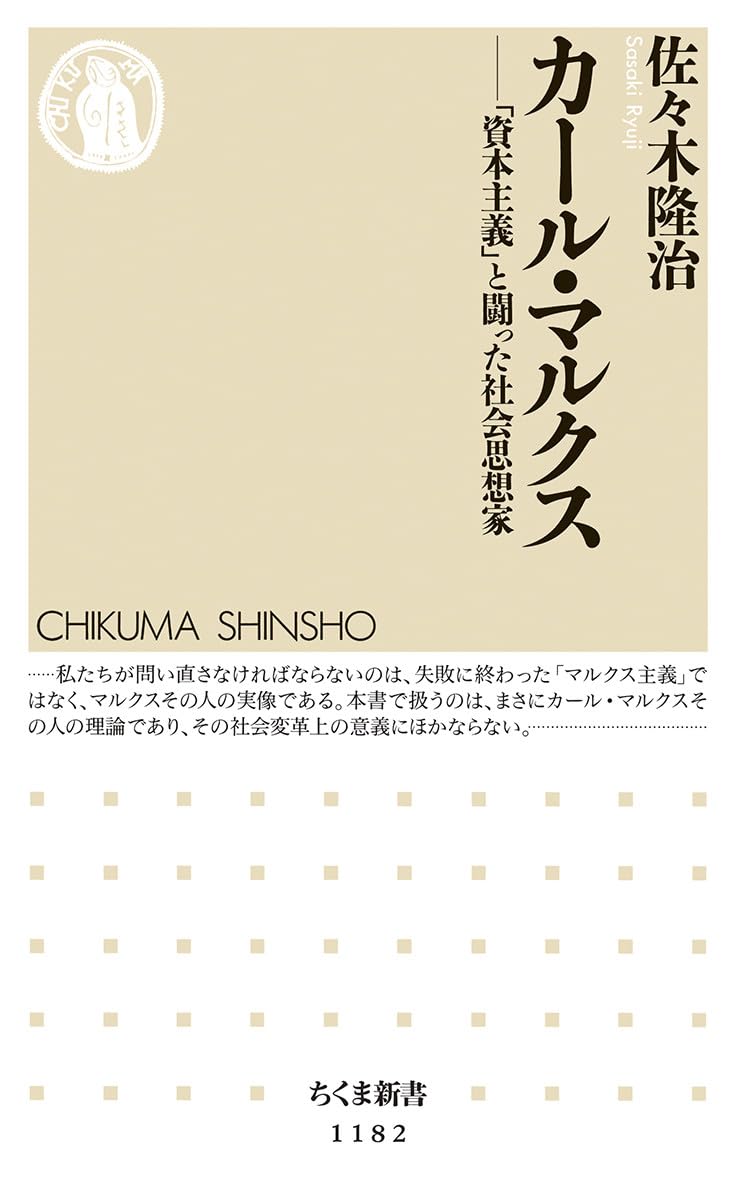 佐々木隆治
Sasaki Ryuji
カール・マルクス
──「資本主義」と闘った社会思想家
CHIKUMA
CHIKUMA SHINSHO
……私たちが問い直さなければならないのは、失敗に終わった「マルクス主義」で
はなく、マルクスその人の実像である。本書で扱うのは、まさにカール・マルクスそ
の人の理論であり、その社会変革上の意義にほかならない。……………………………
ちくま新書
1182